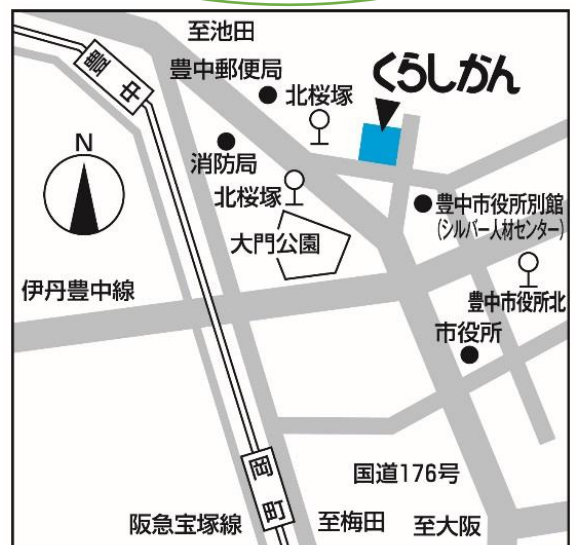 至池田
豊中
豊中郵便局
くらしかん
北桜塚
N
消防局
北桜塚
豊中市役所別館
(シルバー人材センター)
大門公園
伊丹豊中線
豊中市役所北
市役所
国道176号
岡町
阪急宝塚線
至梅田
至大阪